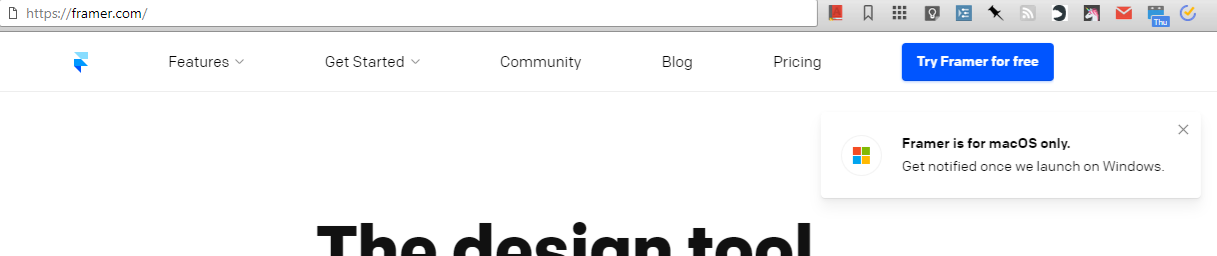 https://framer.com/
Thu
Features
Get Started
Community
Blog
Pricing
Try Framer for free
Framer is for macOS only.
Get notified once we launch on Windows.
The design tool